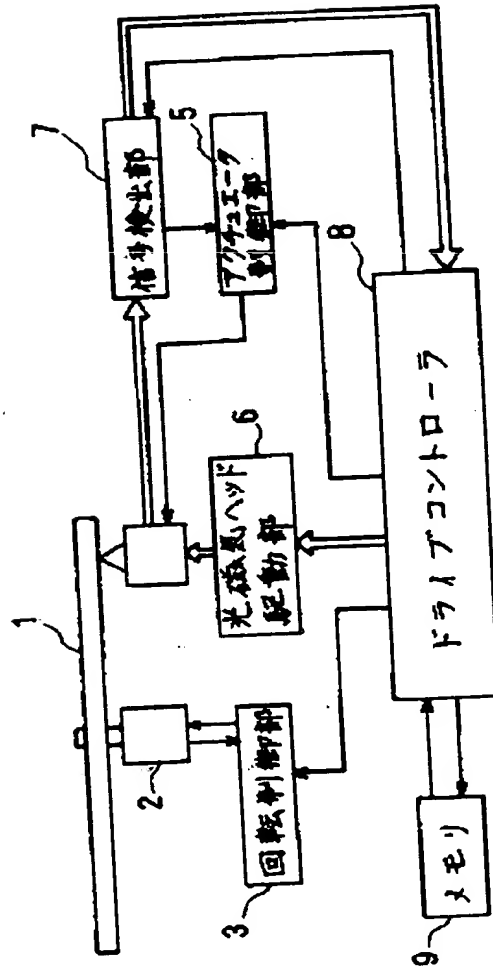 1
2
回転制御部
3
光磁気ヘッド
駆動部
6
信号検出部
7
アクチュエータ
制御部
5
ドライブコントローラ
8
メモリ
9